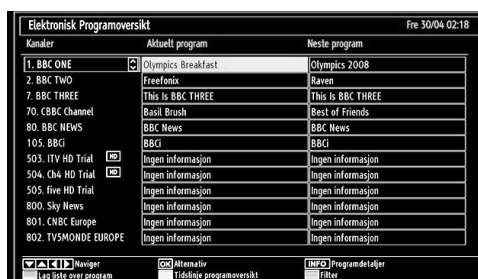 Elektronisk Programoversikt Fre 30/04 02:18
Kanaler Aktuelt program Neste program
1. BBC ONE Olympics Breakfast Olympics 2008
2. BBC TWO Freefonix Raven
7. BBC THREE This Is BBC THREE This Is BBC THREE
70. CBBC Channel Basil Brush Best of Friends
80. BBC NEWS BBC News BBC News
105. BBCi BBCi BBCi
503. ITV HD Trial HD Ingen informasjon Ingen informasjon
504. Ch4 HD Trial HD Ingen informasjon Ingen informasjon
505. five HD Trial Ingen informasjon Ingen informasjon
800. Sky News Ingen informasjon Ingen informasjon
801. CNBC Europe Ingen informasjon Ingen informasjon
802. TV5MONDE EUROPE Ingen informasjon Ingen informasjon
Naviger OK Alternativ INFO Programdetaljer
Lag liste over program Tidslinje programoversikt Filter